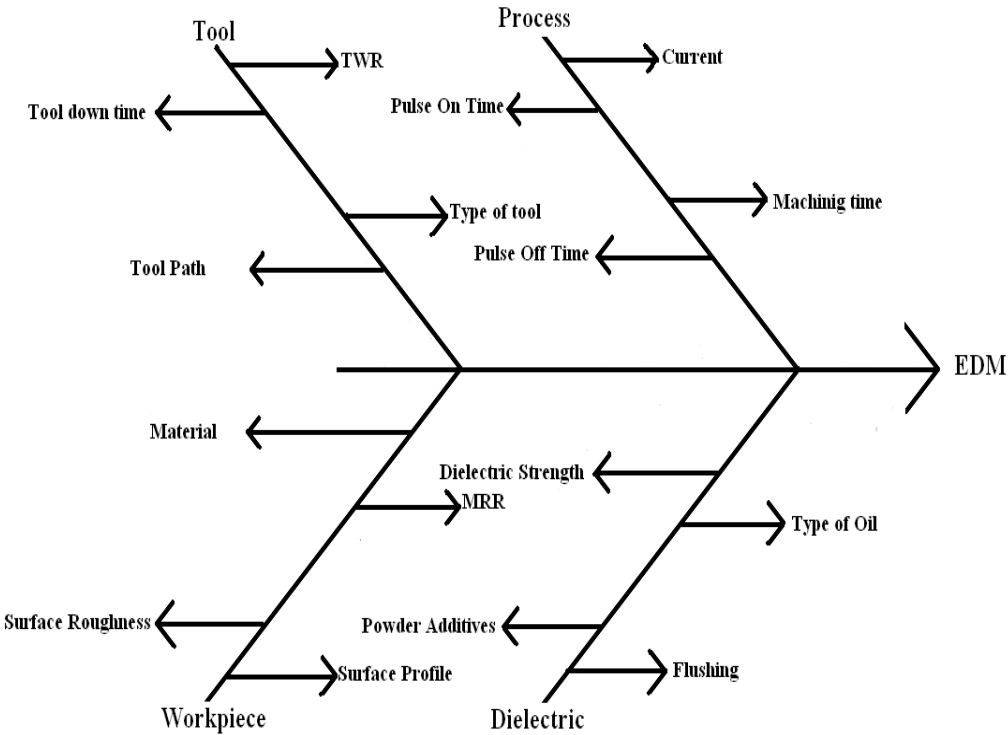 Process
Tool
TWR
Current
Tool down time
Pulse On Time
Type of tool
Machinig time
Tool Path
Pulse Off Time
EDM
Material
Dielectric Strength
MRR
Type of Oil
Surface Roughness
Powder Additives
Surface Profile
Flushing
Workpiece
Dielectric